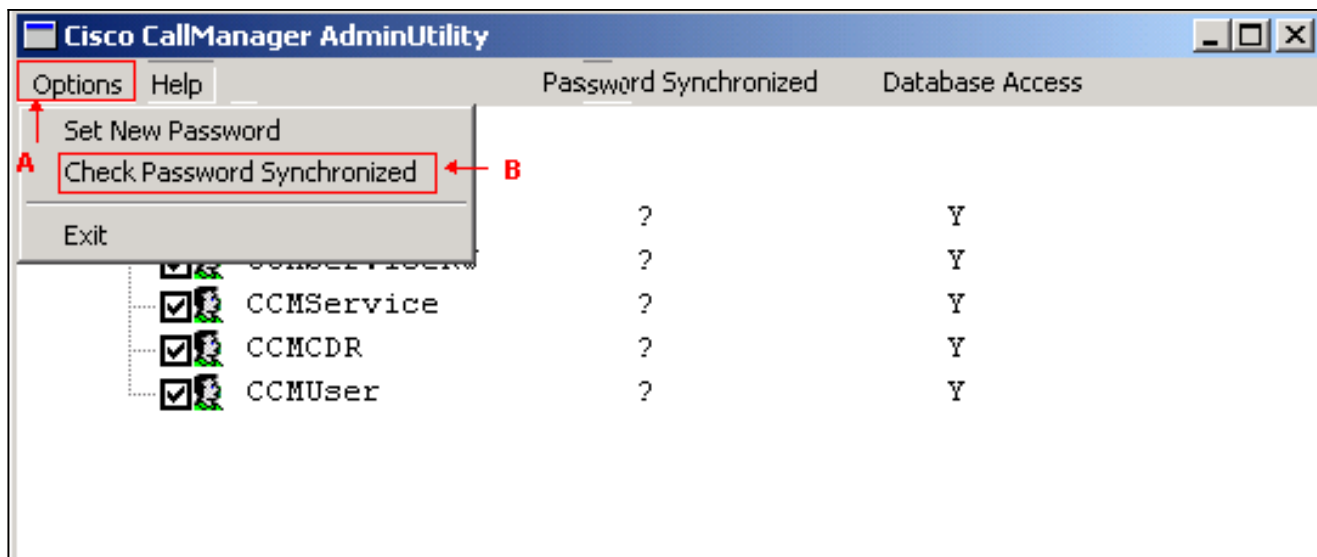 Cisco CallManager AdminUtility
Options Help Password Synchronized Database Access
A Set New Password
Check Password Synchronized B
Exit
? Y
? Y
CCMService ? Y
CCMCDR ? Y
CCMUser ? Y